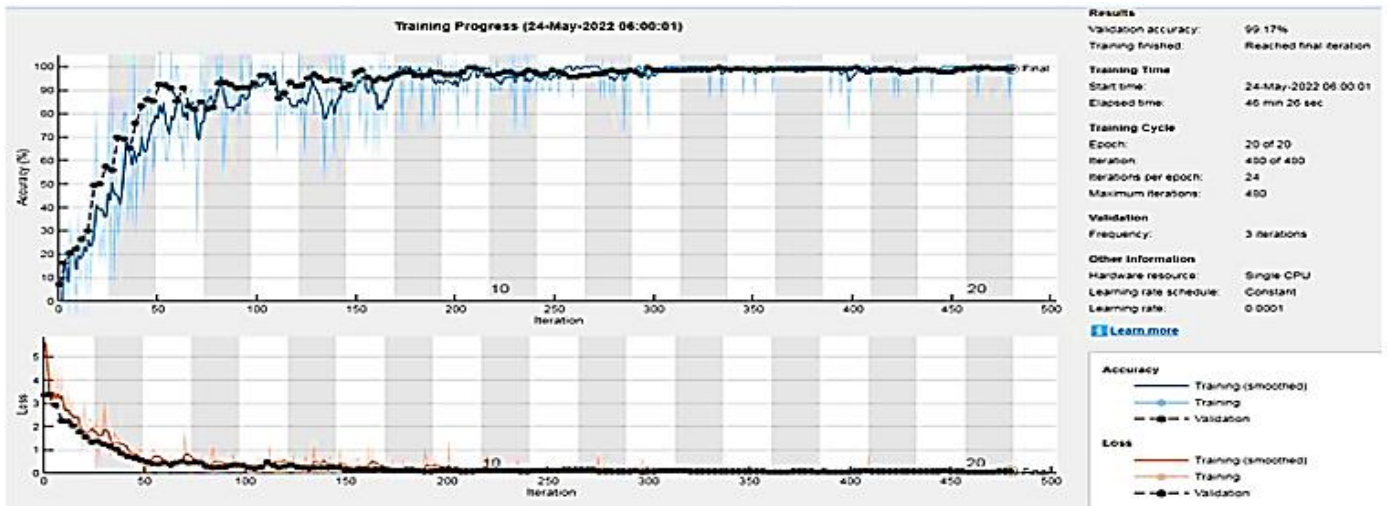 Training Progress (24-May-2022 06:00:01)
Accuracy (%)
100
90
80
70
60
50
40
30
20
10
0
0 50 100 150 200 250 300 350 400 450 500
10 20
Final
Iteration
Loss
5
4
3
2
1
0
0 50 100 150 200 250 300 350 400 450 500
10 20
Final
Iteration
Results
Validation accuracy: 99.17%
Training finished: Reached final iteration
Training Time
Start time: 24-May-2022 06:00:01
Elapsed time: 46 min 26 sec
Training Cycle
Epoch: 20 of 20
Iteration: 480 of 480
Iterations per epoch: 24
Maximum iterations: 480
Validation
Frequency: 3 iterations
Other Information
Hardware resource: Single CPU
Learning rate schedule: Constant
Learning rate: 0.0001
Learn more
Accuracy
Training (smoothed)
Training
Validation
Loss
Training (smoothed)
Training
Validation